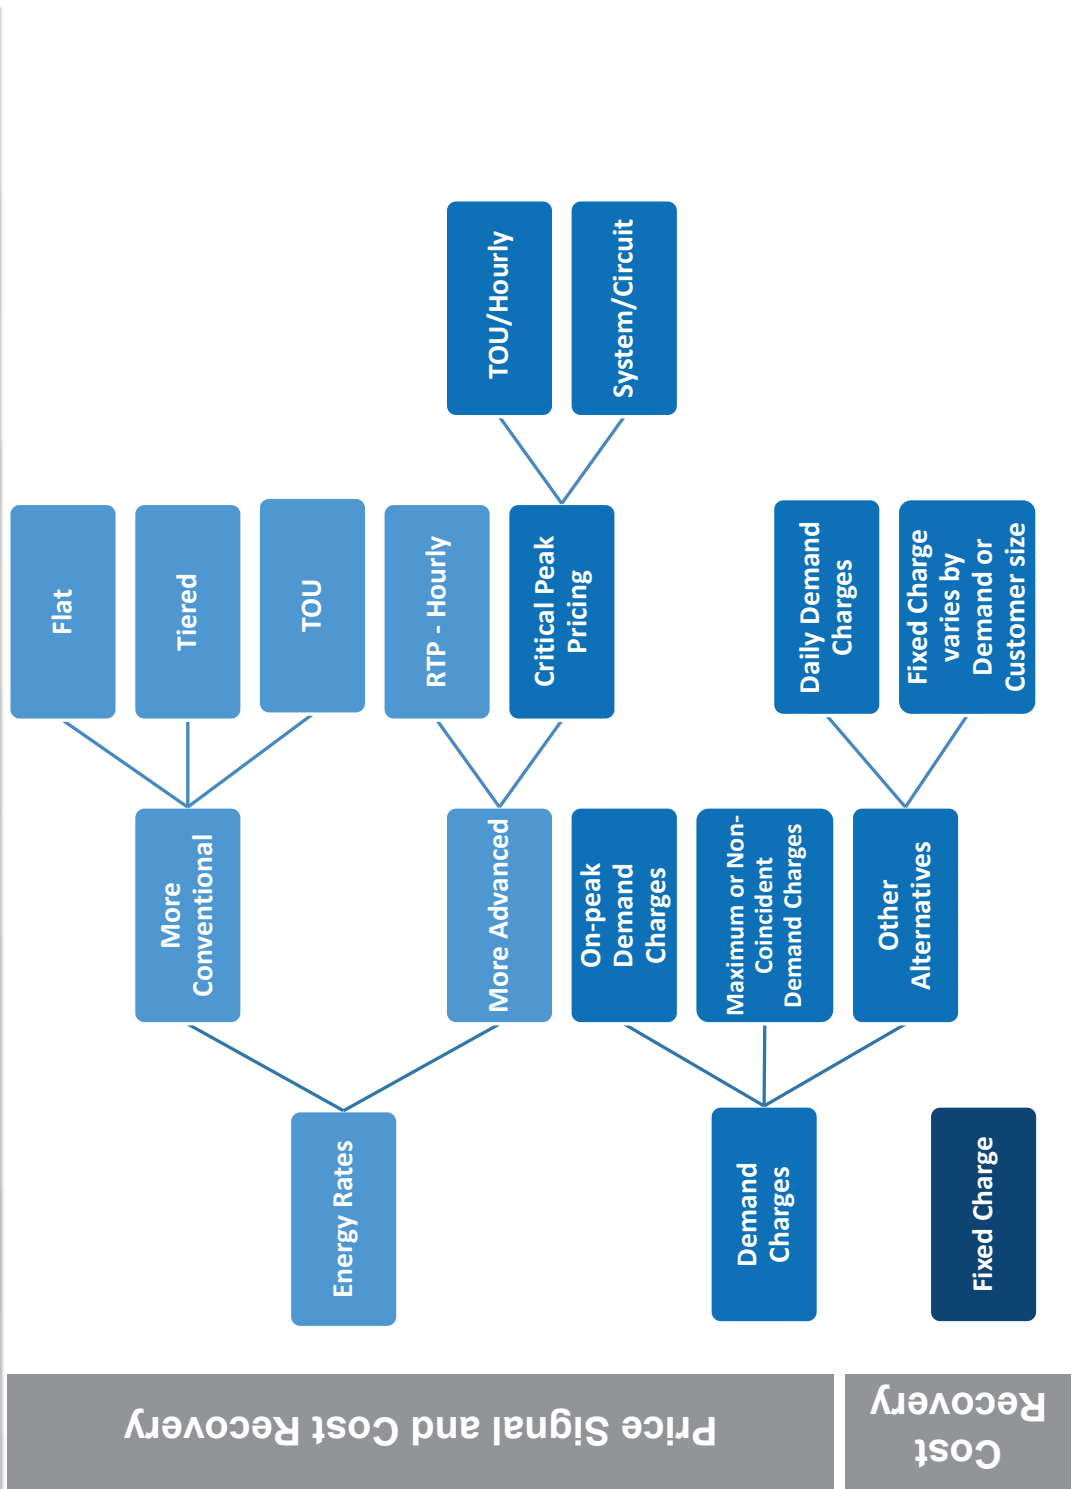 Price Signal and Cost Recovery
Cost
Recovery
Energy Rates
More
Conventional
Flat
Tiered
TOU
More Advanced
RTP - Hourly
Critical Peak
Pricing
TOU/Hourly
System/Circuit
Demand
Charges
On-peak
Demand
Charges
Maximum or Non-
Coincident
Demand Charges
Other
Alternatives
Daily Demand
Charges
Fixed Charge
varies by
Demand or
Customer size
Fixed Charge